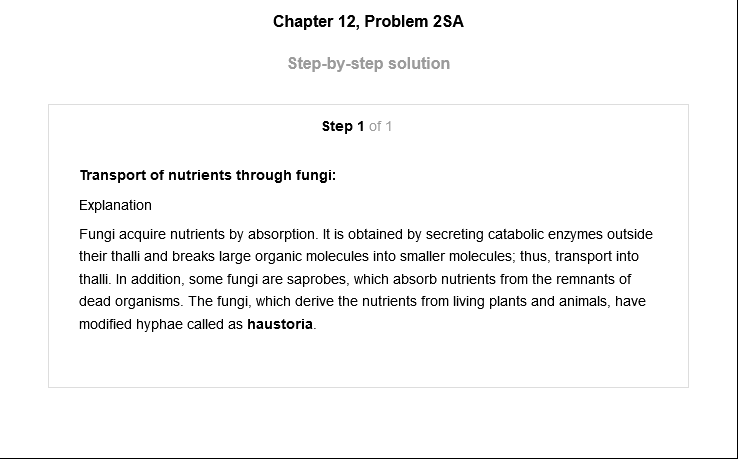 Chapter 12, Problem 2SA
Step-by-step solution
Step 1 of 1
Transport of nutrients through fungi:
Explanation
Fungi acquire nutrients by absorption. It is obtained by secreting catabolic enzymes outside
their thalli and breaks large organic molecules into smaller molecules; thus, transport into
thalli. In addition, some fungi are saprobes, which absorb nutrients from the remnants of
dead organisms. The fungi, which derive the nutrients from living plants and animals, have
modified hyphae called as haustoria.